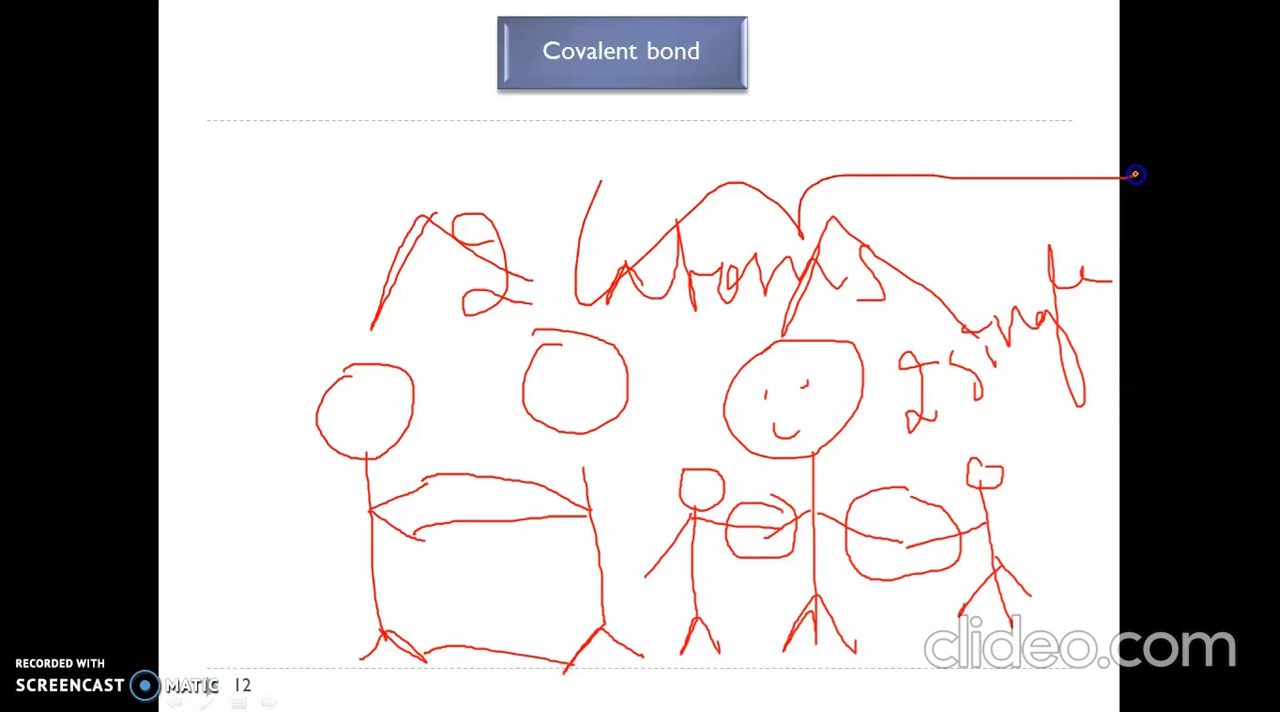 Covalent bond
2 atoms
single
clideo.com
RECORDED WITH
SCREENCAST MATIC 12